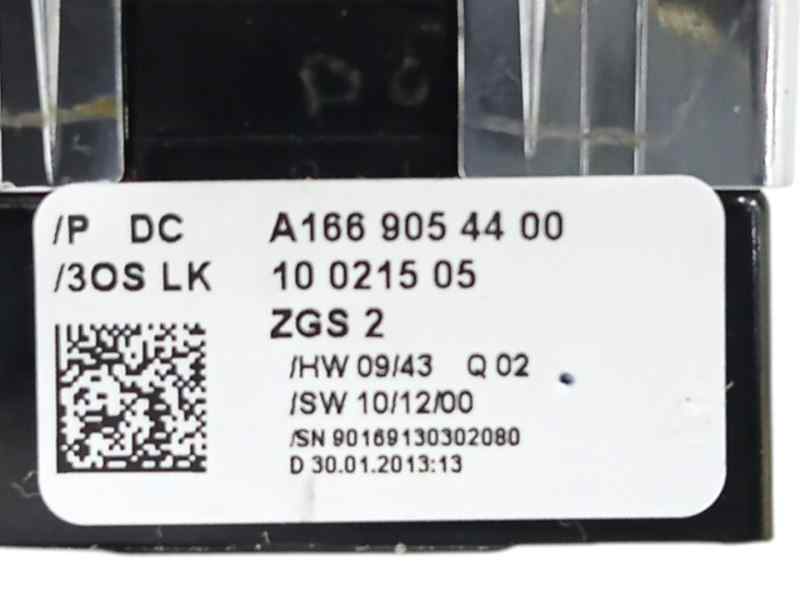 /P DC A166 905 44 00
/3OS LK 10 0215 05
ZGS 2
/HW 09/43 Q 02
/SW 10/12/00
/SN 90169130302080
D 30.01.2013:13